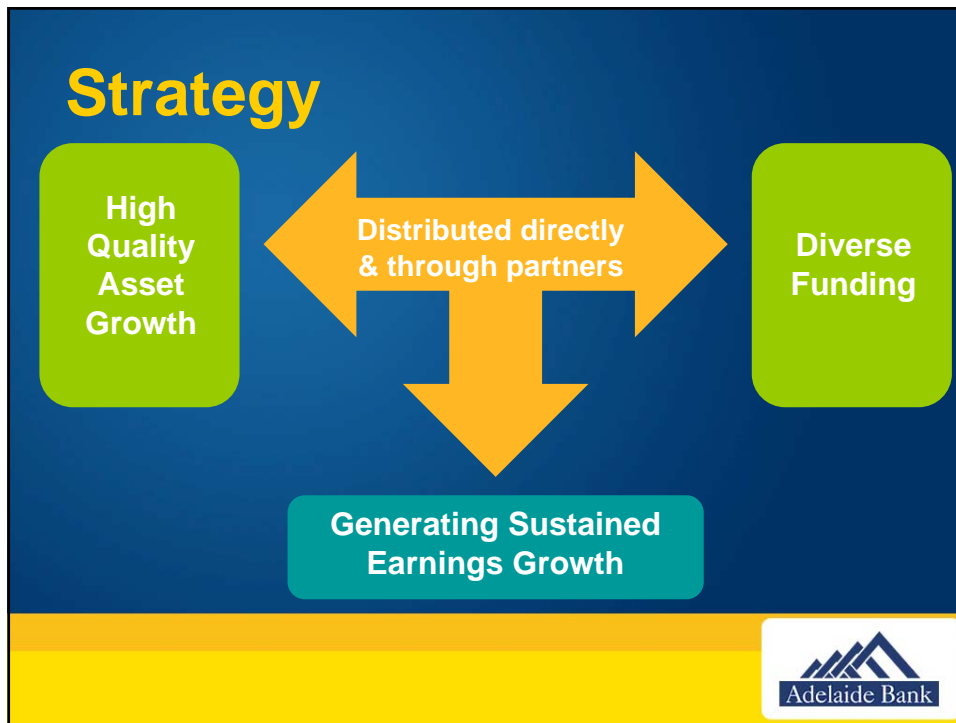 Strategy
High
Quality
Asset
Growth
Distributed directly
& through partners
Diverse
Funding
Generating Sustained
Earnings Growth
Adelaide Bank